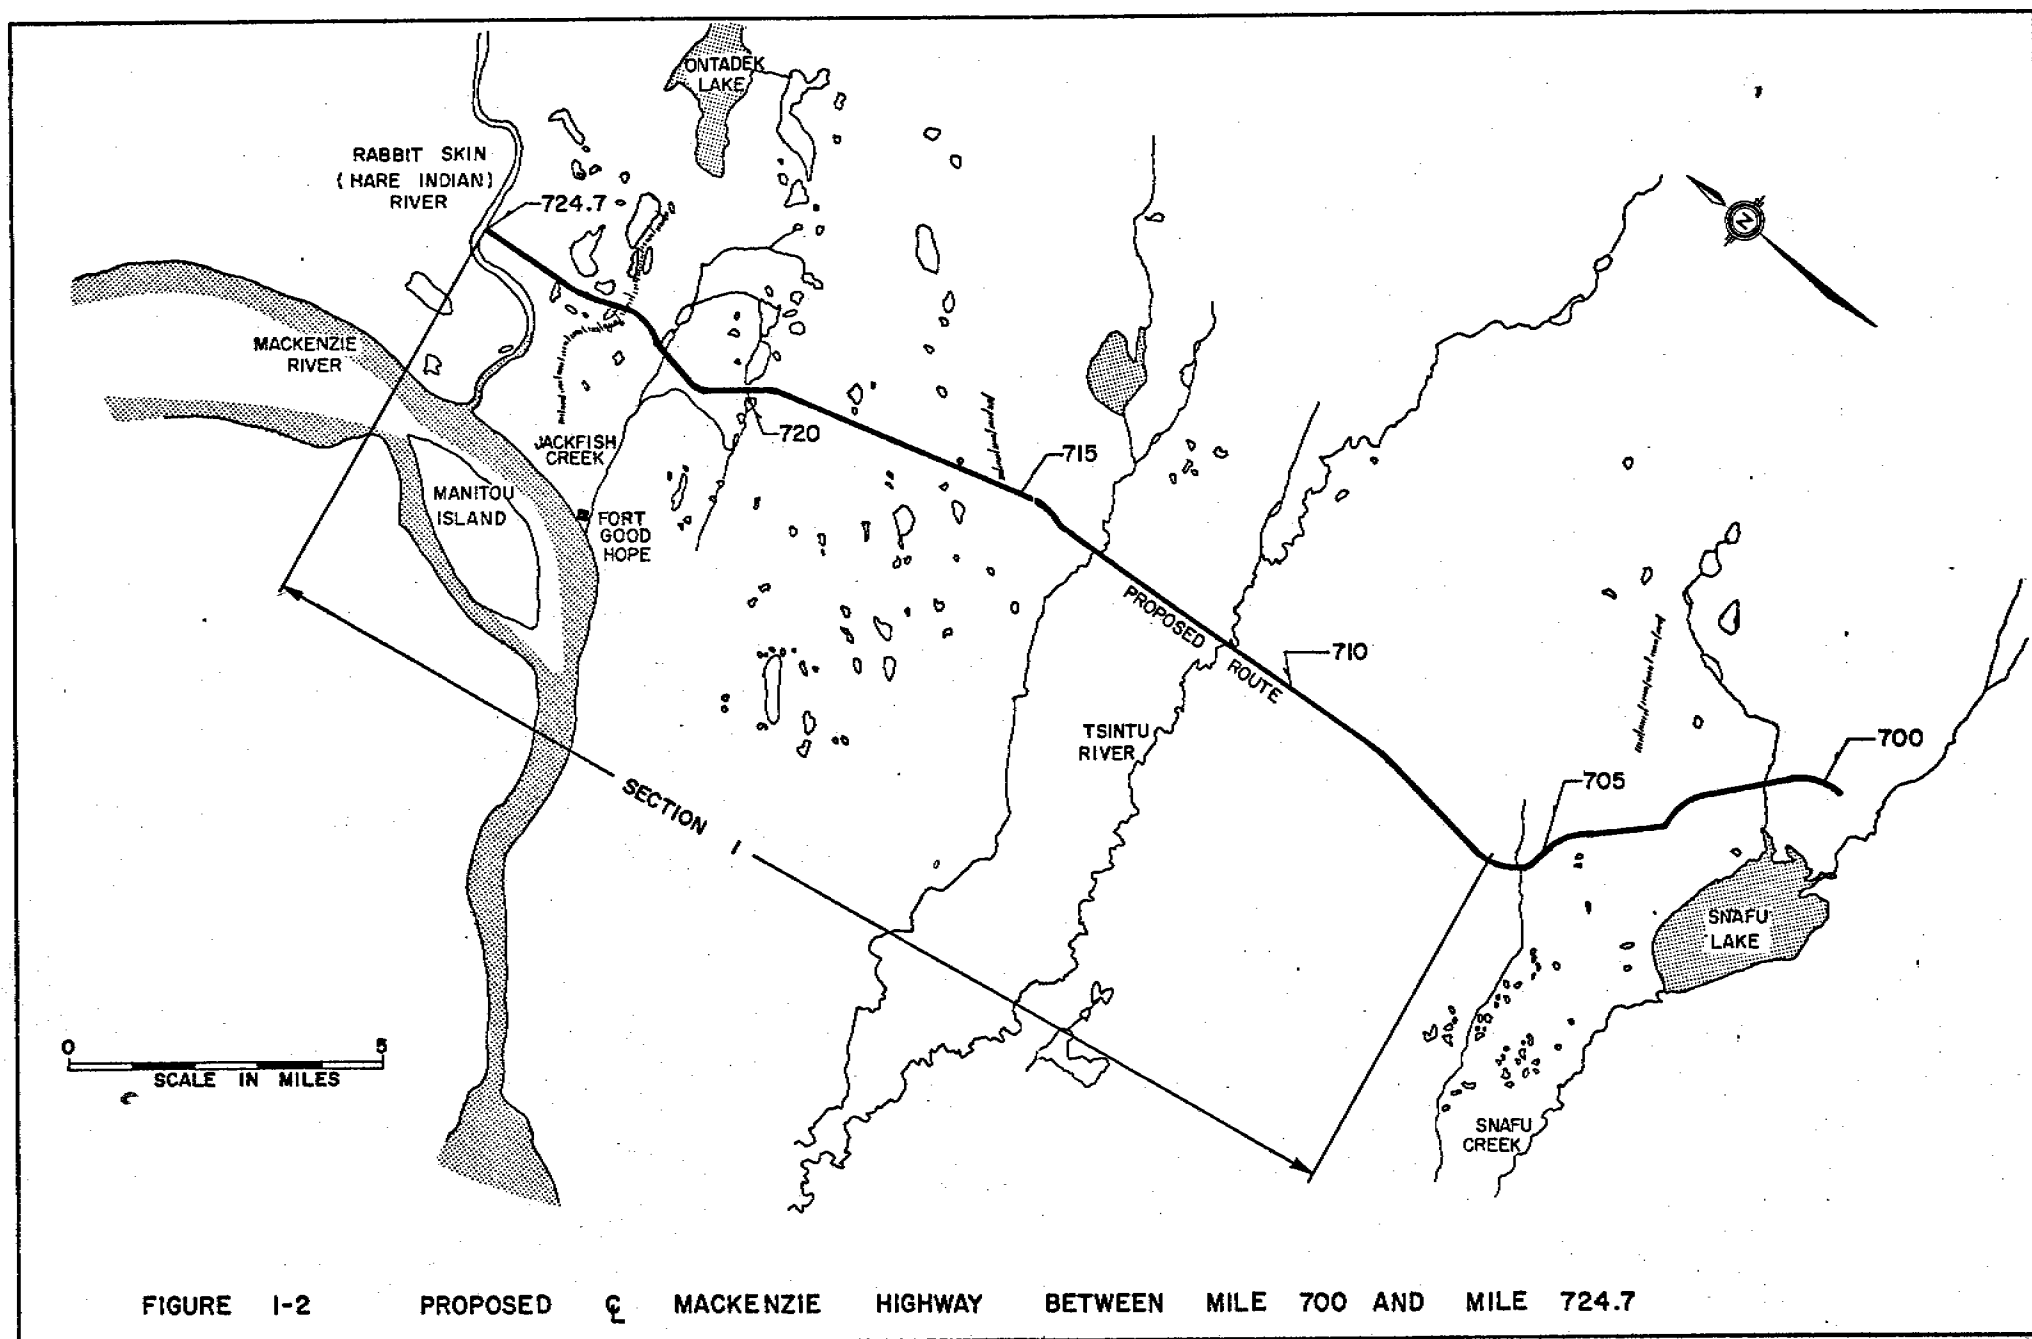 ONTADEK
LAKE
RABBIT SKIN
(HARE INDIAN)
RIVER
724.7
N
MACKENZIE
RIVER
720
JACKFISH
CREEK
715
MANITOU
ISLAND
FORT
GOOD
HOPE
PROPOSED ROUTE
710
TSINTU
RIVER
700
705
SECTION 1
SNAFU
LAKE
0 5
SCALE IN MILES
SNAFU
CREEK
FIGURE 1-2 PROPOSED ℄ MACKENZIE HIGHWAY BETWEEN MILE 700 AND MILE 724.7